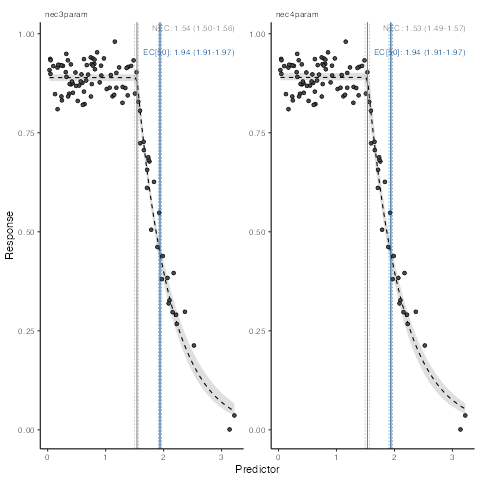 nec3param
nec4param
NEC: 1.54 (1.50-1.56)
EC[50]: 1.94 (1.91-1.97)
NEC: 1.53 (1.49-1.57)
EC[50]: 1.94 (1.91-1.97)
1.00
0.75
0.50
0.25
0.00
1.00
0.75
0.50
0.25
0.00
Response
0 1 2 3
0 1 2 3
Predictor